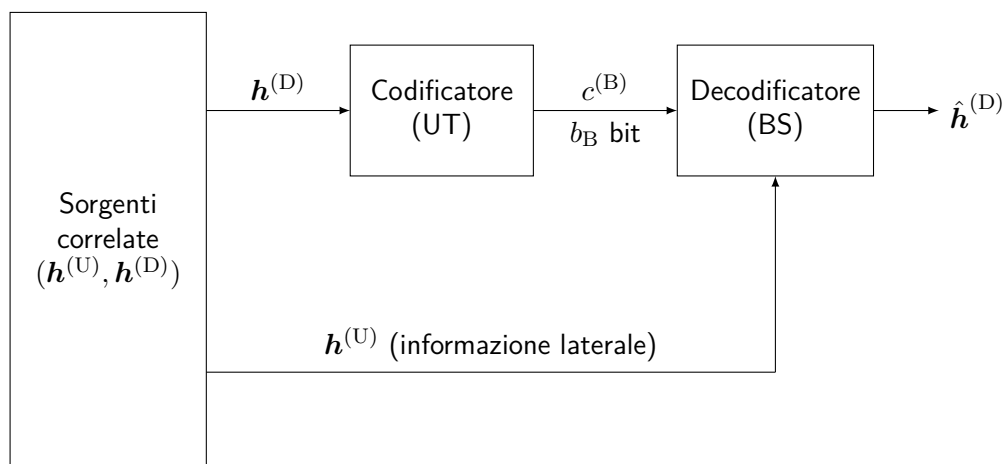 Sorgenti
correlate
(h^(U), h^(D))
h^(D)
Codificatore
(UT)
c^(B)
b_B bit
Decodificatore
(BS)
ĥ^(D)
h^(U) (informazione laterale)